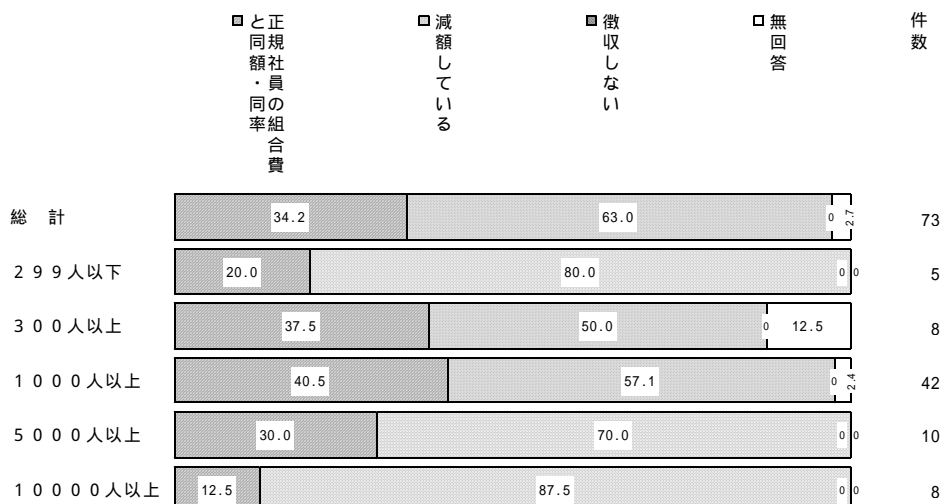 正規社員の組合費
と同額・同率
減額している
徴収しない
無回答
件数
総 計 34.2 63.0 0 2.7 73
299人以下 20.0 80.0 0 0 5
300人以上 37.5 50.0 0 12.5 8
1000人以上 40.5 57.1 0 2.4 42
5000人以上 30.0 70.0 0 0 10
10000人以上 12.5 87.5 0 0 8